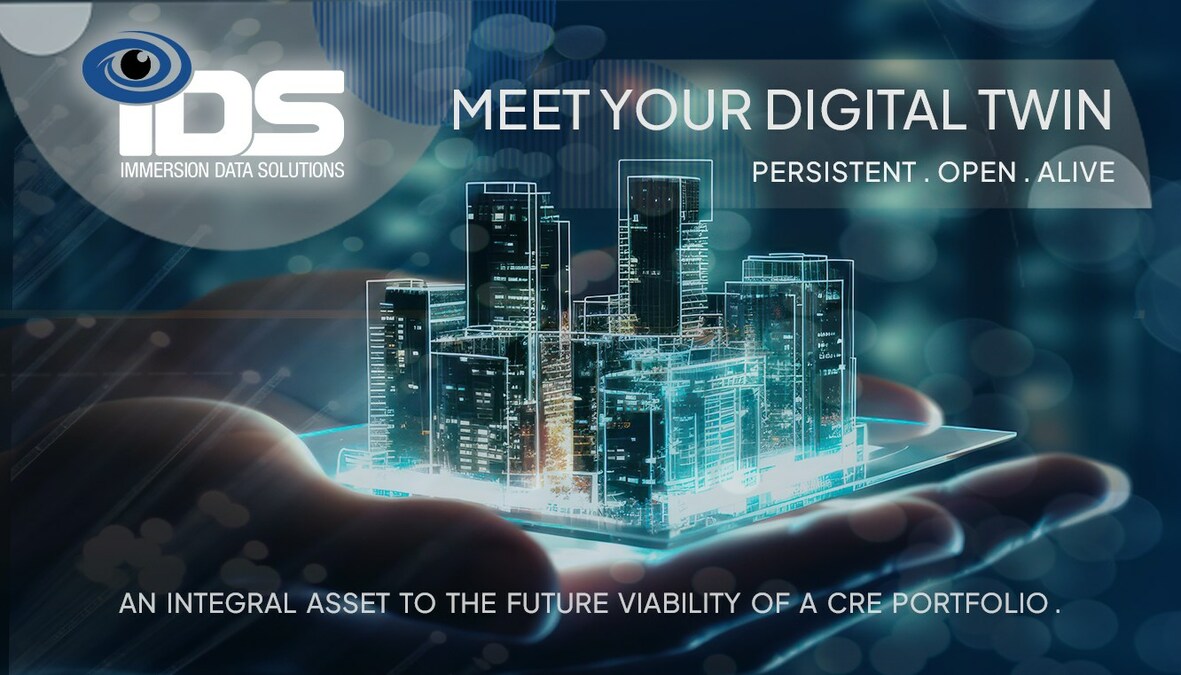 iDS
IMMERSION DATA SOLUTIONS
MEET YOUR DIGITAL TWIN
PERSISTENT . OPEN . ALIVE
AN INTEGRAL ASSET TO THE FUTURE VIABILITY OF A CRE PORTFOLIO .